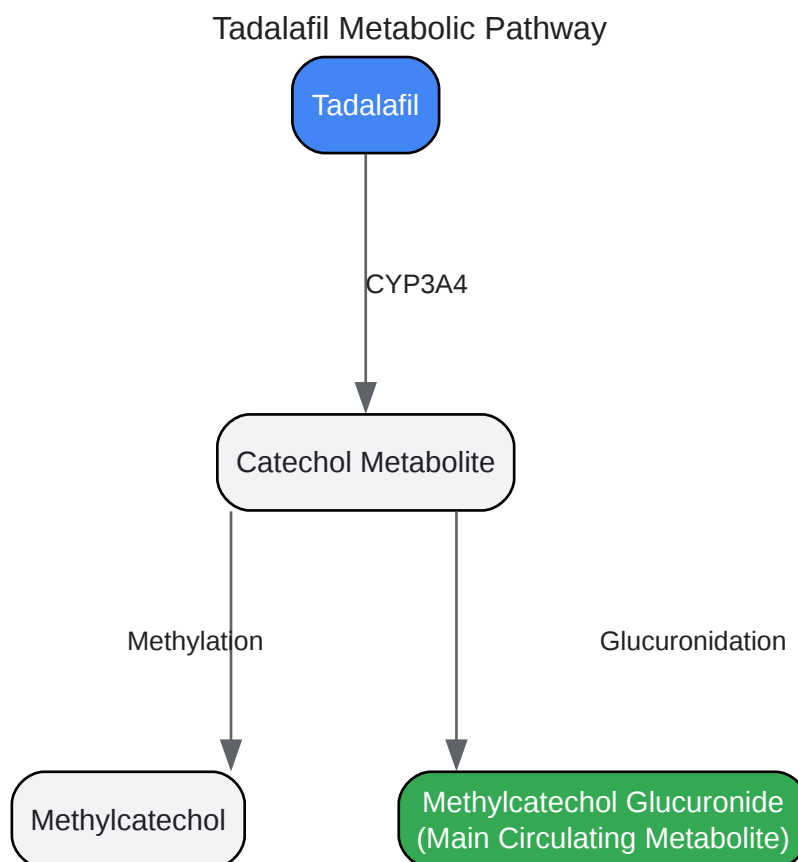 Tadalafil Metabolic Pathway
Tadalafil
CYP3A4
Catechol Metabolite
Methylation
Glucuronidation
Methylcatechol
Methylcatechol Glucuronide
(Main Circulating Metabolite)